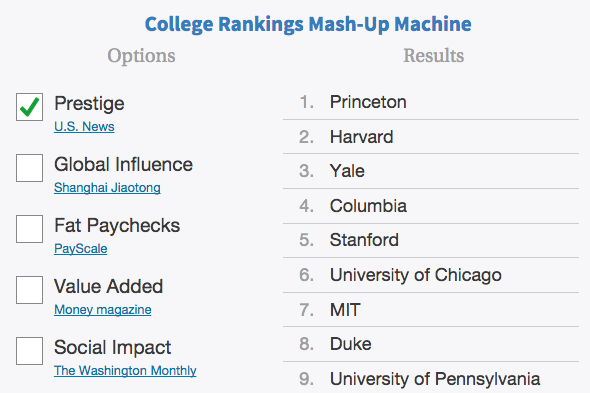 College Rankings Mash-Up Machine
Options
Results
Prestige
U.S. News
Global Influence
Shanghai Jiaotong
Fat Paychecks
PayScale
Value Added
Money magazine
Social Impact
The Washington Monthly
1. Princeton
2. Harvard
3. Yale
4. Columbia
5. Stanford
6. University of Chicago
7. MIT
8. Duke
9. University of Pennsylvania